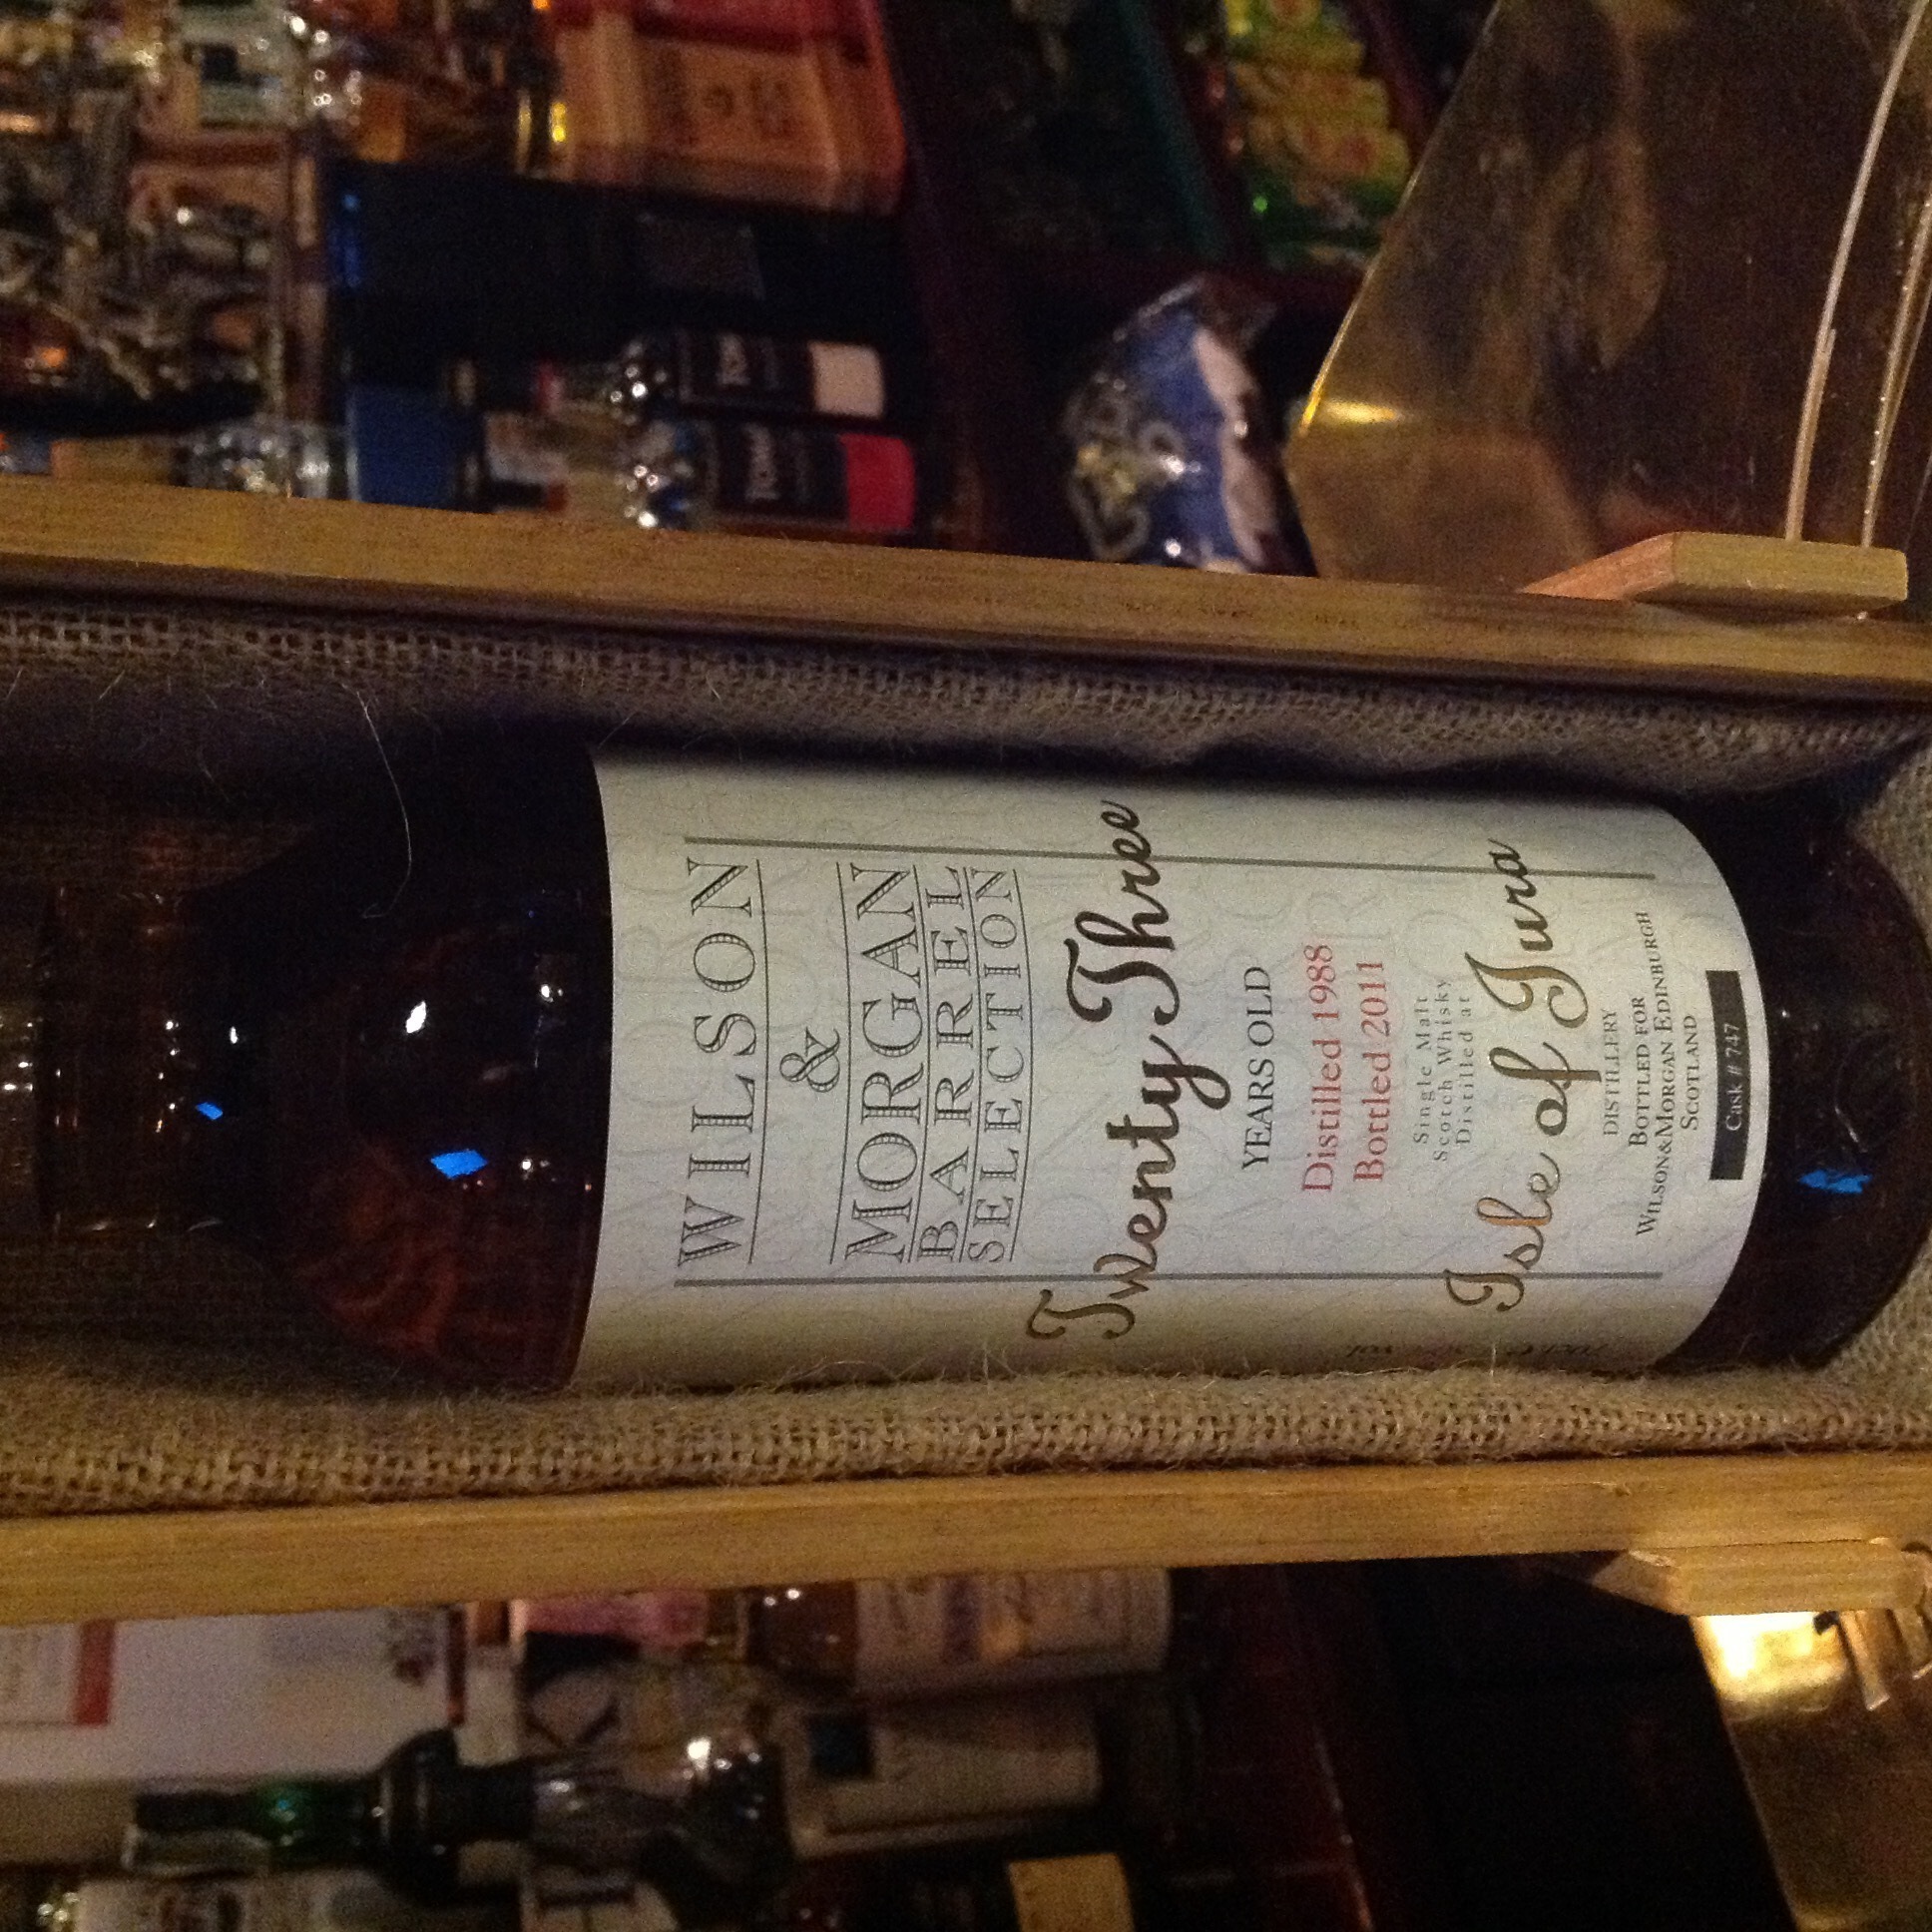 WILSON
&
MORGAN
BARREL
SELECTION
Twenty Three
YEARS OLD
Distilled 1988
Bottled 2011
Single Malt
Scotch Whisky
Distilled at
Isle of Jura
DISTILLERY
BOTTLED FOR
WILSON&MORGAN EDINBURGH
SCOTLAND
Cask # 747